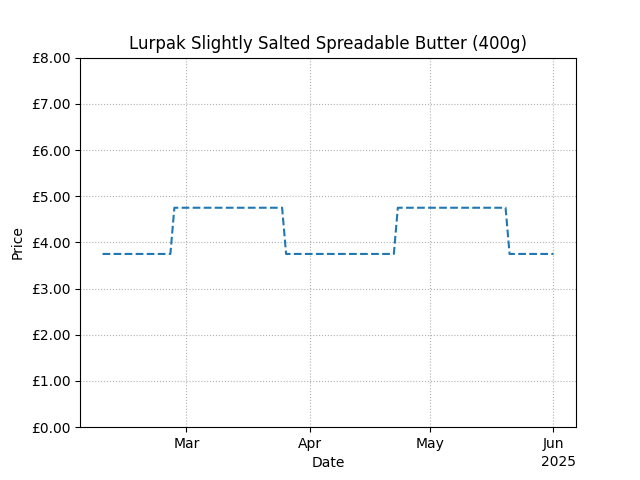 Lurpak Slightly Salted Spreadable Butter (400g)
£8.00
£7.00
£6.00
£5.00
£4.00
£3.00
£2.00
£1.00
£0.00
Price
Mar Apr May Jun
2025
Date